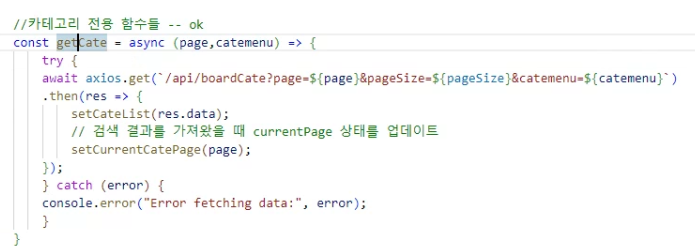 //카테고리 전용 함수들 -- ok
const getCate = async (page,catemenu) => {
    try {
    await axios.get(`/api/boardCate?page=${page}&pageSize=${pageSize}&catemenu=${catemenu}`)
    .then(res => {
        setCateList(res.data);
        // 검색 결과를 가져왔을 때 currentPage 상태를 업데이트
        setCurrentCatPage(page);
    });
    } catch (error) {
    console.error("Error fetching data:", error);
    }
}